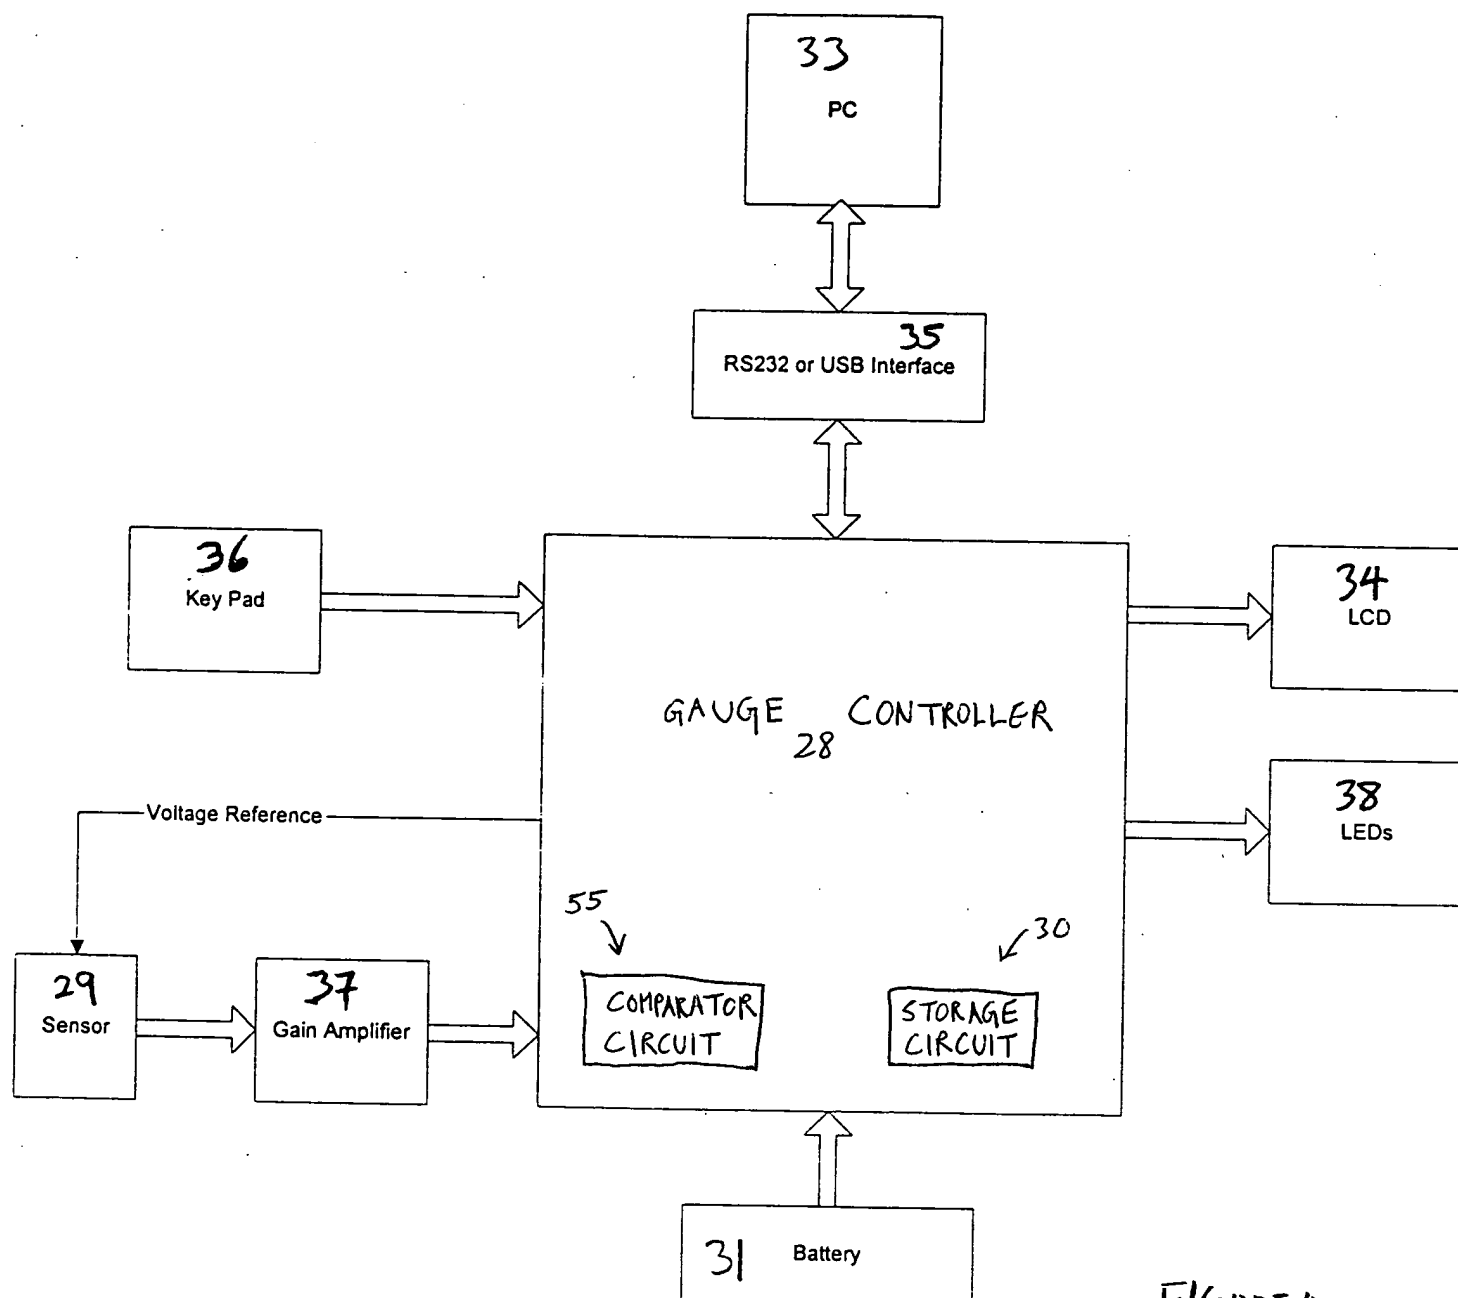 33
PC
35
RS232 or USB Interface
36
Key Pad
34
LCD
GAUGE CONTROLLER
28
38
LEDs
Voltage Reference
55
30
29
Sensor
37
Gain Amplifier
COMPARATOR
CIRCUIT
STORAGE
CIRCUIT
31 Battery